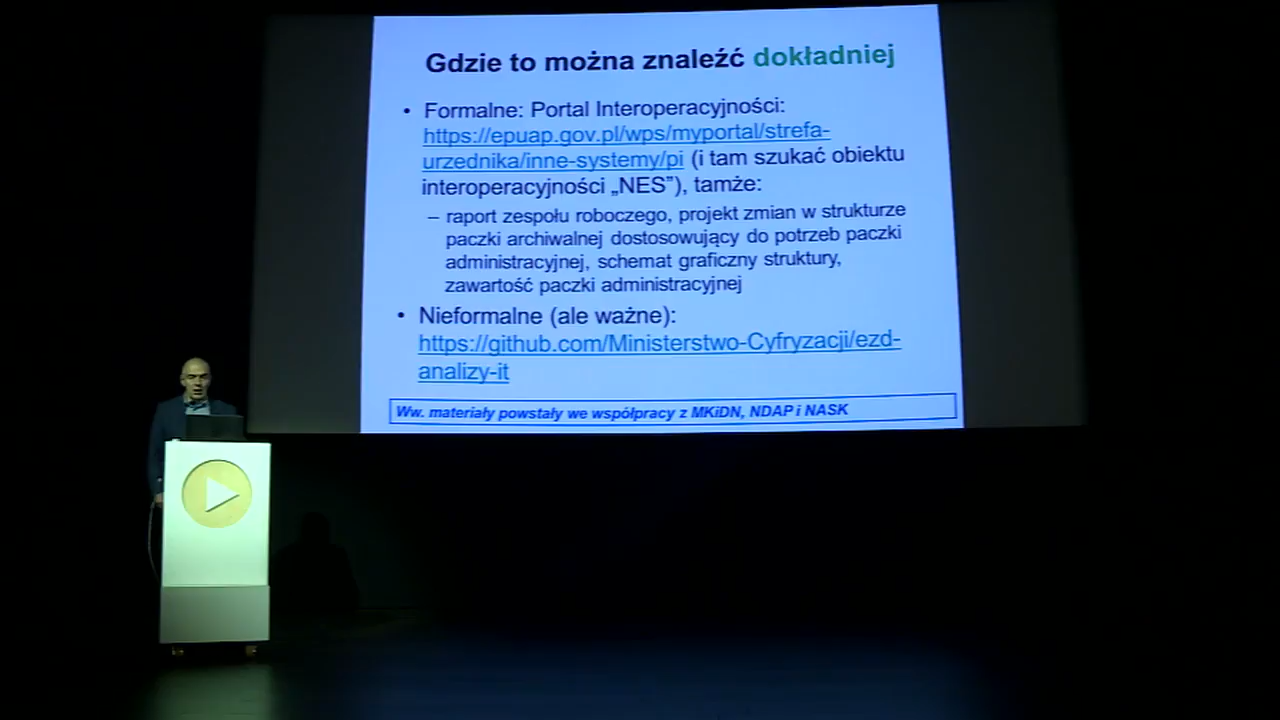 Gdzie to można znaleźć dokładniej
• Formalne: Portal Interoperacyjności:
https://epuap.gov.pl/wps/myportal/strefa-
urzednika/inne-systemy/pi (i tam szukać obiektu
interoperacyjności „NES”), tamże:
– raport zespołu roboczego, projekt zmian w strukturze
paczki archiwalnej dostosowujący do potrzeb paczki
administracyjnej, schemat graficzny struktury,
zawartość paczki administracyjnej
• Nieformalne (ale ważne):
https://github.com/Ministerstwo-Cyfryzacji/ezd-
analizy-it
Ww. materiały powstały we współpracy z MKiDN, NDAP i NASK